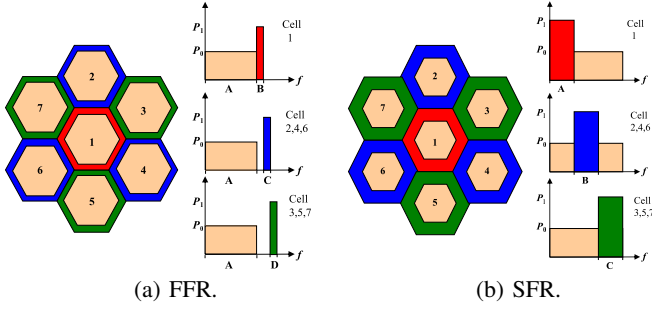 2
7
3
1
6
4
5
P1
P0
Cell
1
A
B
f
P1
P0
Cell
2,4,6
A
C
f
P1
P0
Cell
3,5,7
A
D
f
(a) FFR.
2
7
3
1
6
4
5
P1
P0
Cell
1
A
f
P1
P0
Cell
2,4,6
B
f
P1
P0
Cell
3,5,7
C
f
(b) SFR.